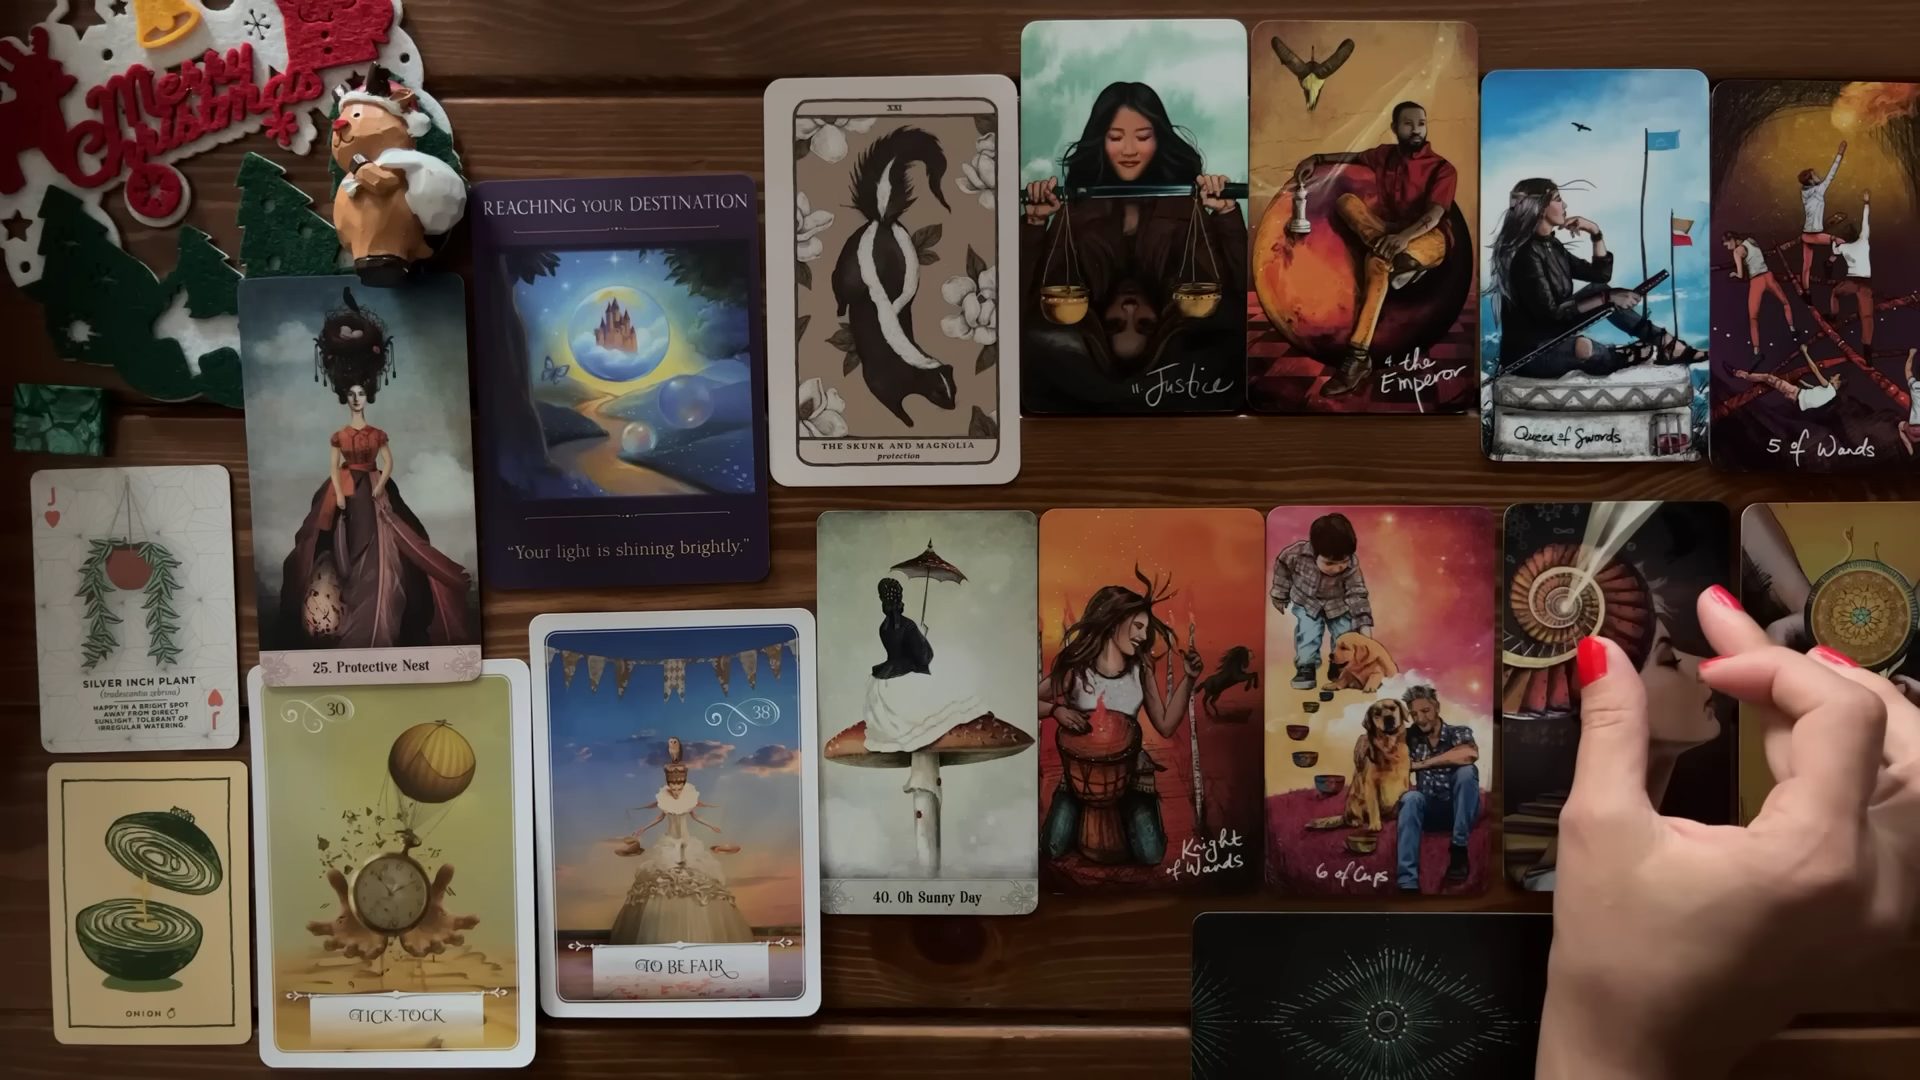 Merry
Christmas
REACHING YOUR DESTINATION
"Your light is shining brightly."
XXI
THE SKUNK AND MAGNOLIA
protection
11. Justice
4. the
Emperor
Queen of Swords
5 of Wands
J
SILVER INCH PLANT
(tradescantia zebrina)
HAPPY IN A BRIGHT SPOT
AWAY FROM DIRECT
SUNLIGHT. TOLERANT OF
IRREGULAR WATERING.
J
25. Protective Nest
ONION
30
TICK-TOCK
38
TO BE FAIR
40. Oh Sunny Day
Knight
of Wands
6 of Cups